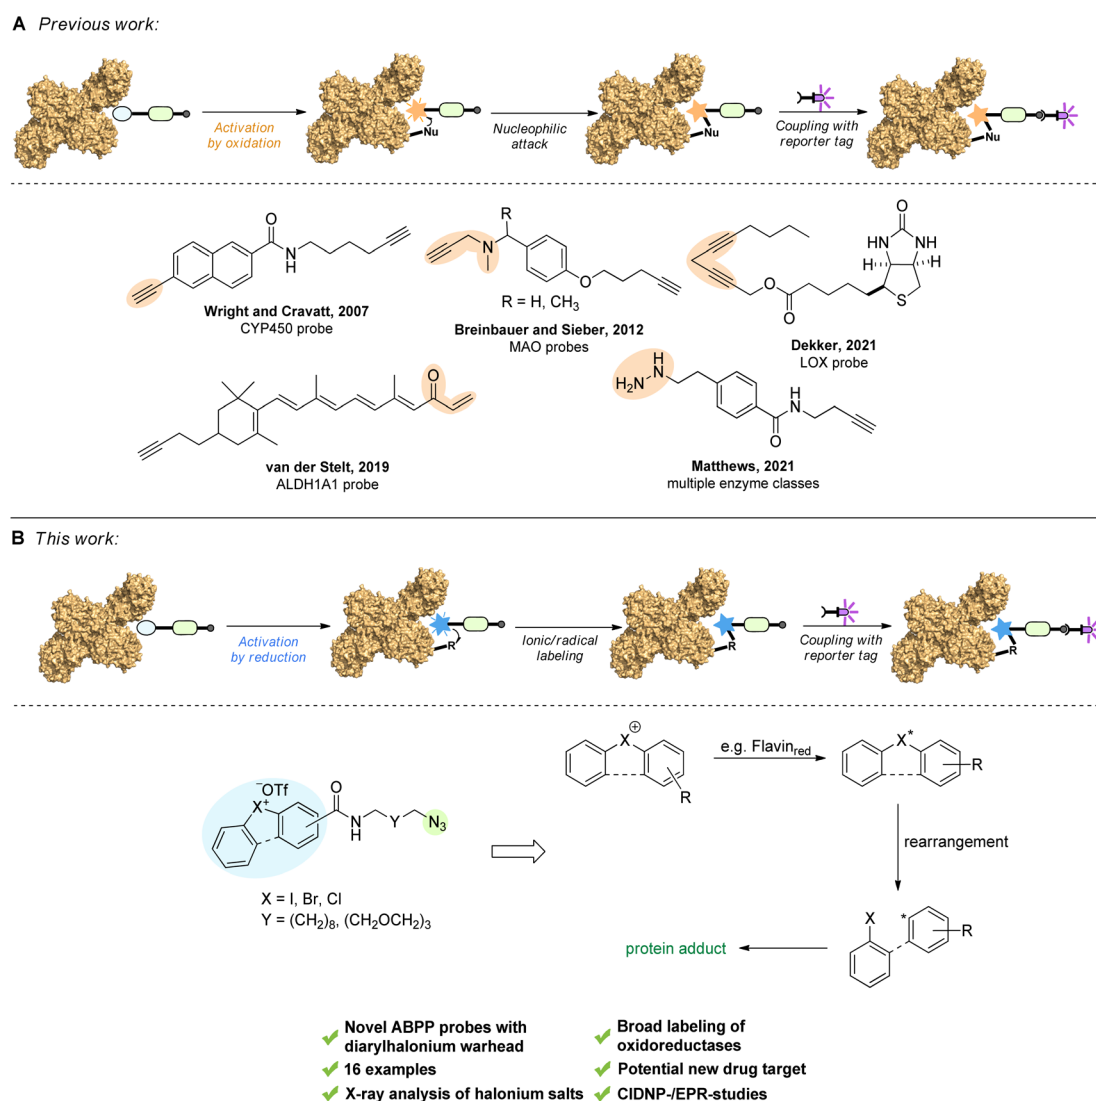 A Previous work:
Activation
by oxidation
Nu
Nucleophilic
attack
Nu
Coupling with
reporter tag
Nu
O
N
H
Wright and Cravatt, 2007
CYP450 probe
R
N
O
R = H, CH3
Breinbauer and Sieber, 2012
MAO probes
O
HN
NH
H
H
S
O
O
Dekker, 2021
LOX probe
O
van der Stelt, 2019
ALDH1A1 probe
H
N
H2N
H
N
O
Matthews, 2021
multiple enzyme classes
B This work:
Activation
by reduction
R
Ionic/radical
labeling
R
Coupling with
reporter tag
R
−OTf
X+
O
N
H
Y
N3
X = I, Br, Cl
Y = (CH2)8, (CH2OCH2)3
⊕
X
R
e.g. Flavinred
X*
R
rearrangement
X
*
R
protein adduct
Novel ABPP probes with
diarylhalonium warhead
16 examples
X-ray analysis of halonium salts
Broad labeling of
oxidoreductases
Potential new drug target
CIDNP-/EPR-studies